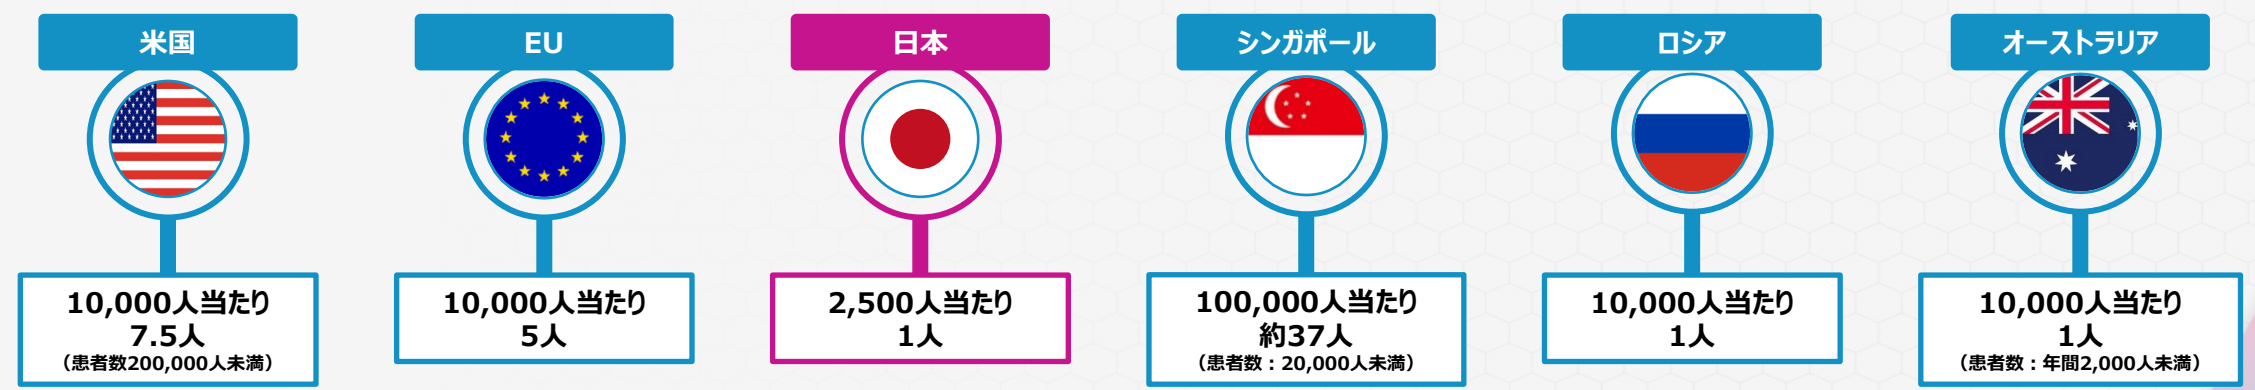 米国
10,000人当たり
7.5人
（患者数200,000人未満）
EU
10,000人当たり
5人
日本
2,500人当たり
1人
シンガポール
100,000人当たり
約37人
（患者数：20,000人未満）
ロシア
10,000人当たり
1人
オーストラリア
10,000人当たり
1人
（患者数：年間2,000人未満）